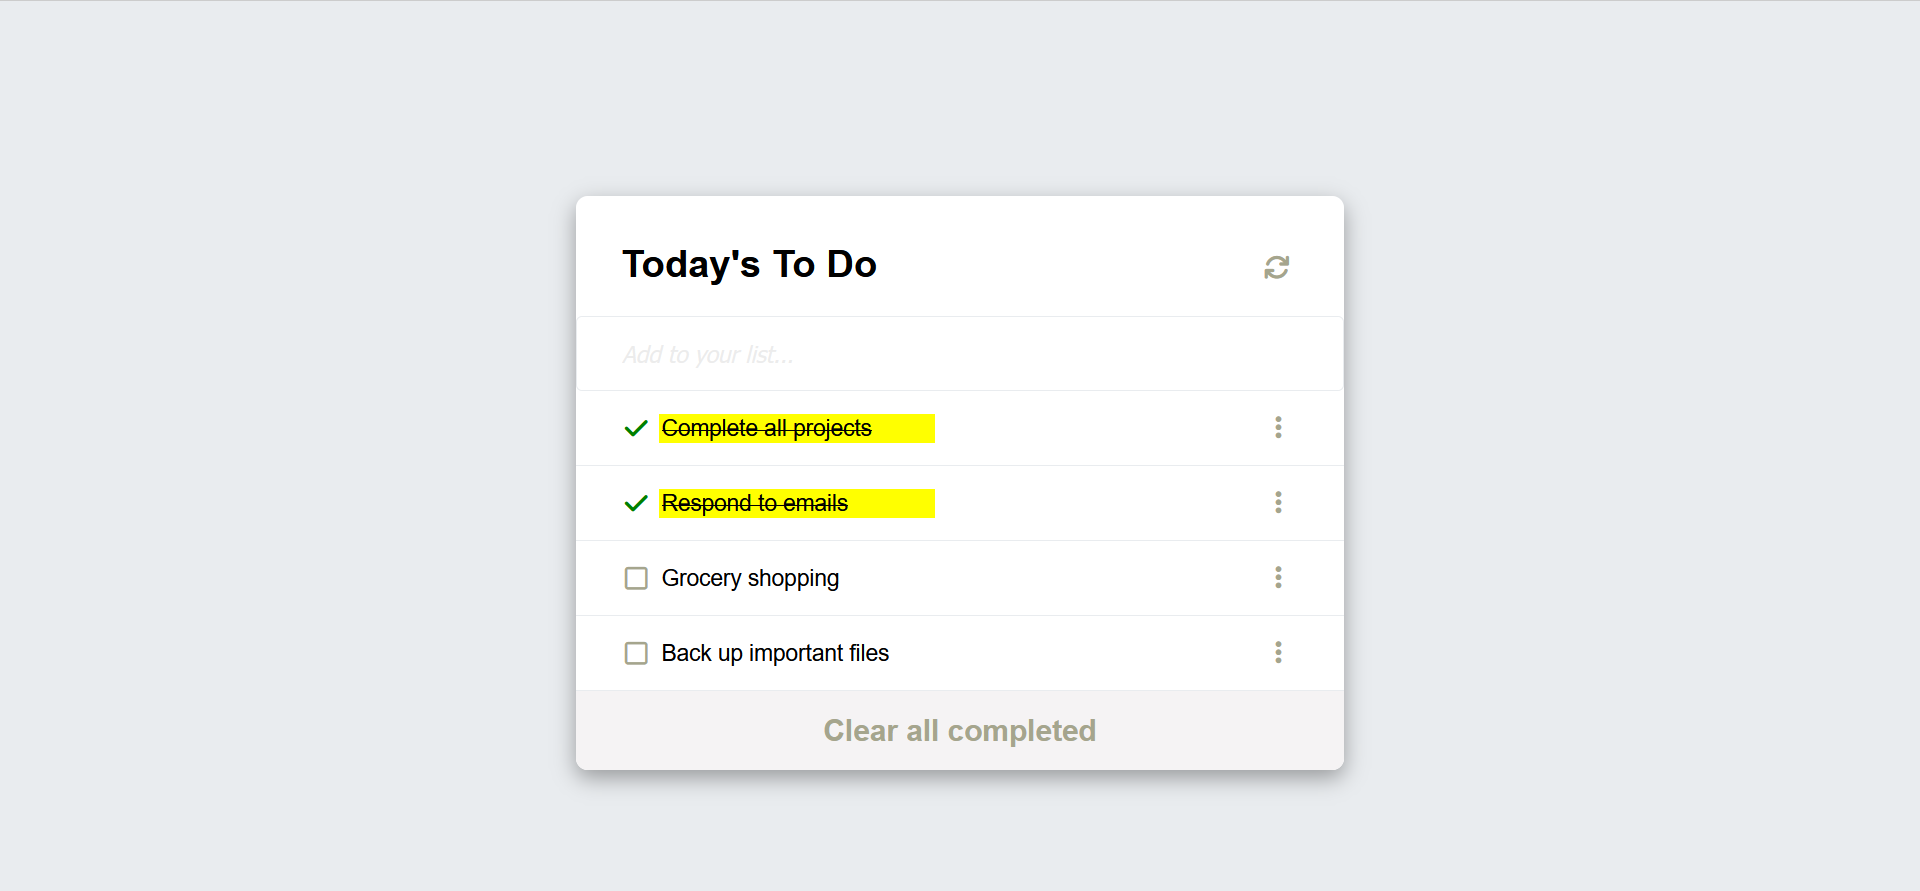 Today's To Do
Add to your list...
Complete all projects
Respond to emails
Grocery shopping
Back up important files
Clear all completed